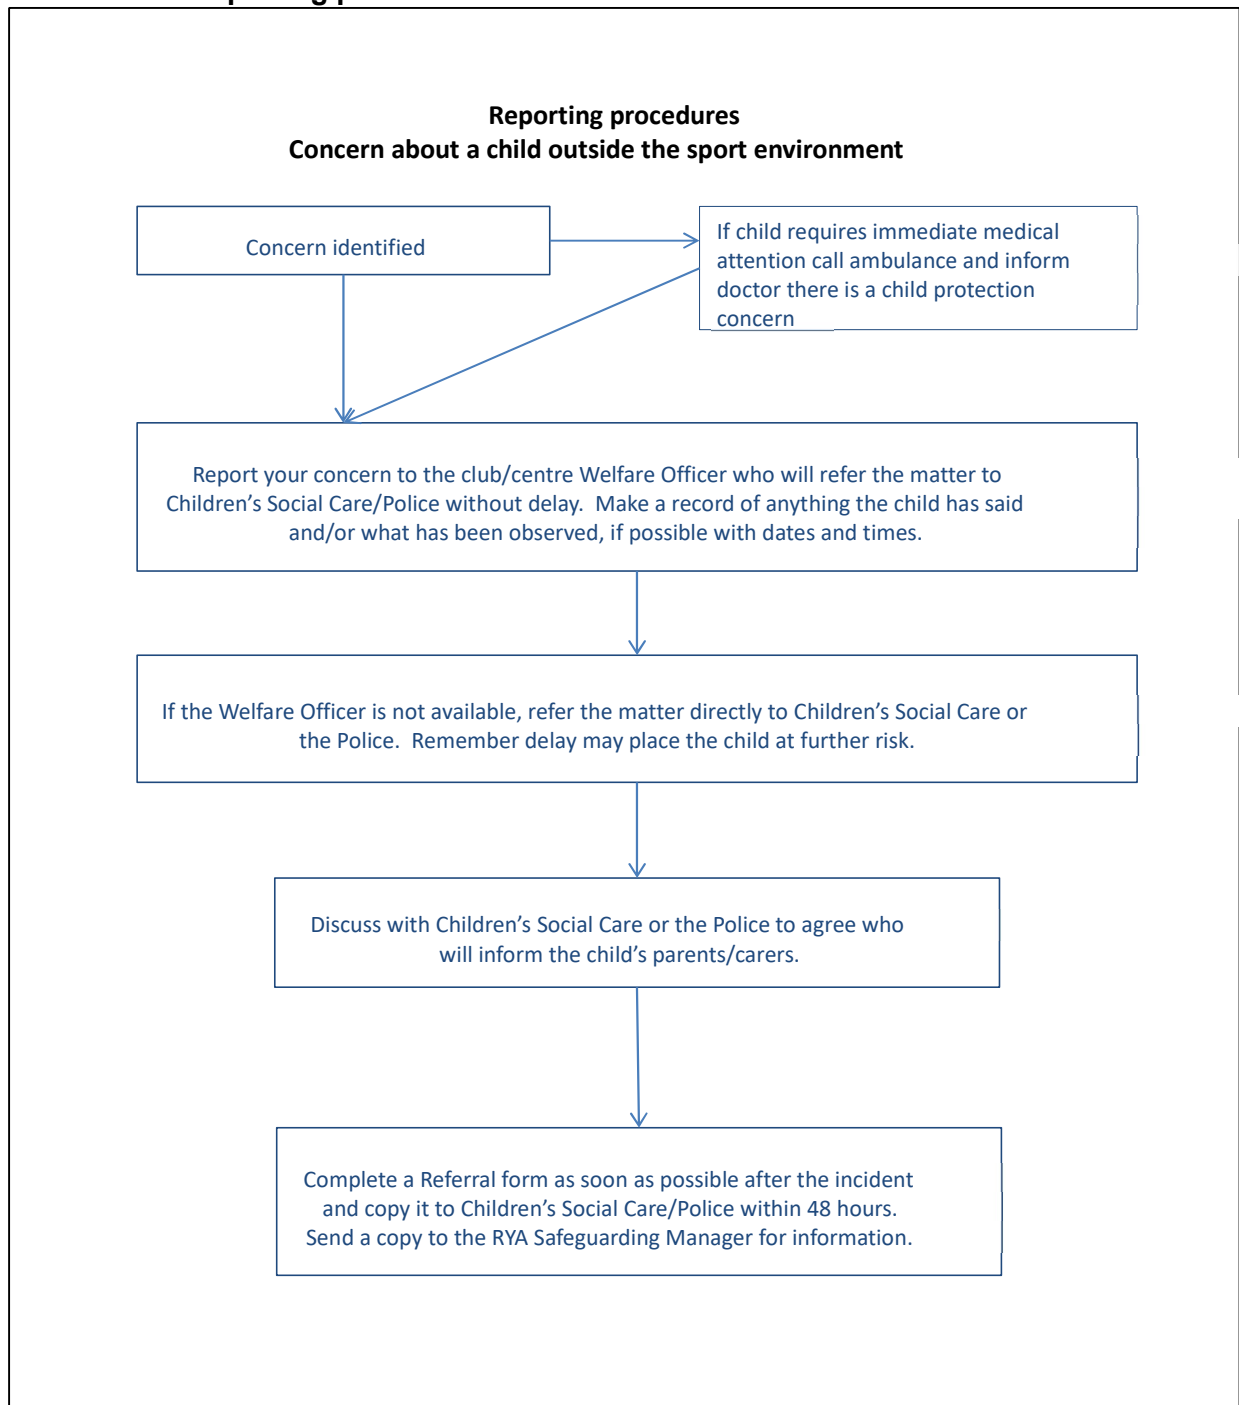 Reporting procedures
Concern about a child outside the sport environment
Concern identified
If child requires immediate medical
attention call ambulance and inform
doctor there is a child protection
concern
Report your concern to the club/centre Welfare Officer who will refer the matter to
Children’s Social Care/Police without delay.  Make a record of anything the child has said
and/or what has been observed, if possible with dates and times.
If the Welfare Officer is not available, refer the matter directly to Children’s Social Care or
the Police.  Remember delay may place the child at further risk.
Discuss with Children’s Social Care or the Police to agree who
will inform the child’s parents/carers.
Complete a Referral form as soon as possible after the incident
and copy it to Children’s Social Care/Police within 48 hours.
Send a copy to the RYA Safeguarding Manager for information.